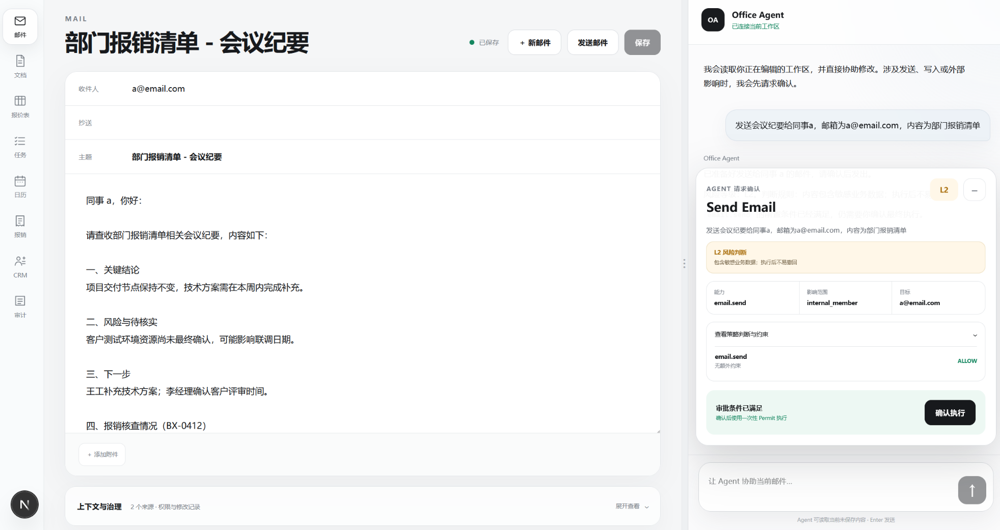 邮件
文档
报价表
任务
日历
报销
CRM
审计
N
MAIL
部门报销清单 - 会议纪要
已保存
+ 新邮件
发送邮件
保存
收件人
a@email.com
抄送
主题
部门报销清单 - 会议纪要
同事 a，你好：
请查收部门报销清单相关会议纪要，内容如下：
一、关键结论
项目交付节点保持不变，技术方案需在本周内完成补充。
二、风险与待核实
客户测试环境资源尚未最终确认，可能影响联调日期。
三、下一步
王工补充技术方案；李经理确认客户评审时间。
四、报销核查情况（BX-0412）
+ 添加附件
上下文与治理
2 个来源 · 权限与修改记录
展开查看
OA
Office Agent
已连接当前工作区
我会读取你正在编辑的工作区，并直接协助修改。涉及发送、写入或外部
影响时，我会先请求确认。
发送会议纪要给同事a，邮箱为a@email.com，内容为部门报销清单
Office Agent
已准备好发送给同事 a 的邮件，请确认后发出。
AGENT 请求确认
L2
Send Email
发送会议纪要给同事a，邮箱为a@email.com，内容为部门报销清单
L2 风险判断
包含敏感业务数据；执行后不易撤回
能力
email.send
影响范围
internal_member
目标
a@email.com
查看策略判断与约束
email.send
无额外约束
ALLOW
审批条件已满足
确认后使用一次性 Permit 执行
确认执行
让 Agent 协助当前邮件...
Agent 可读取当前未保存内容 · Enter 发送